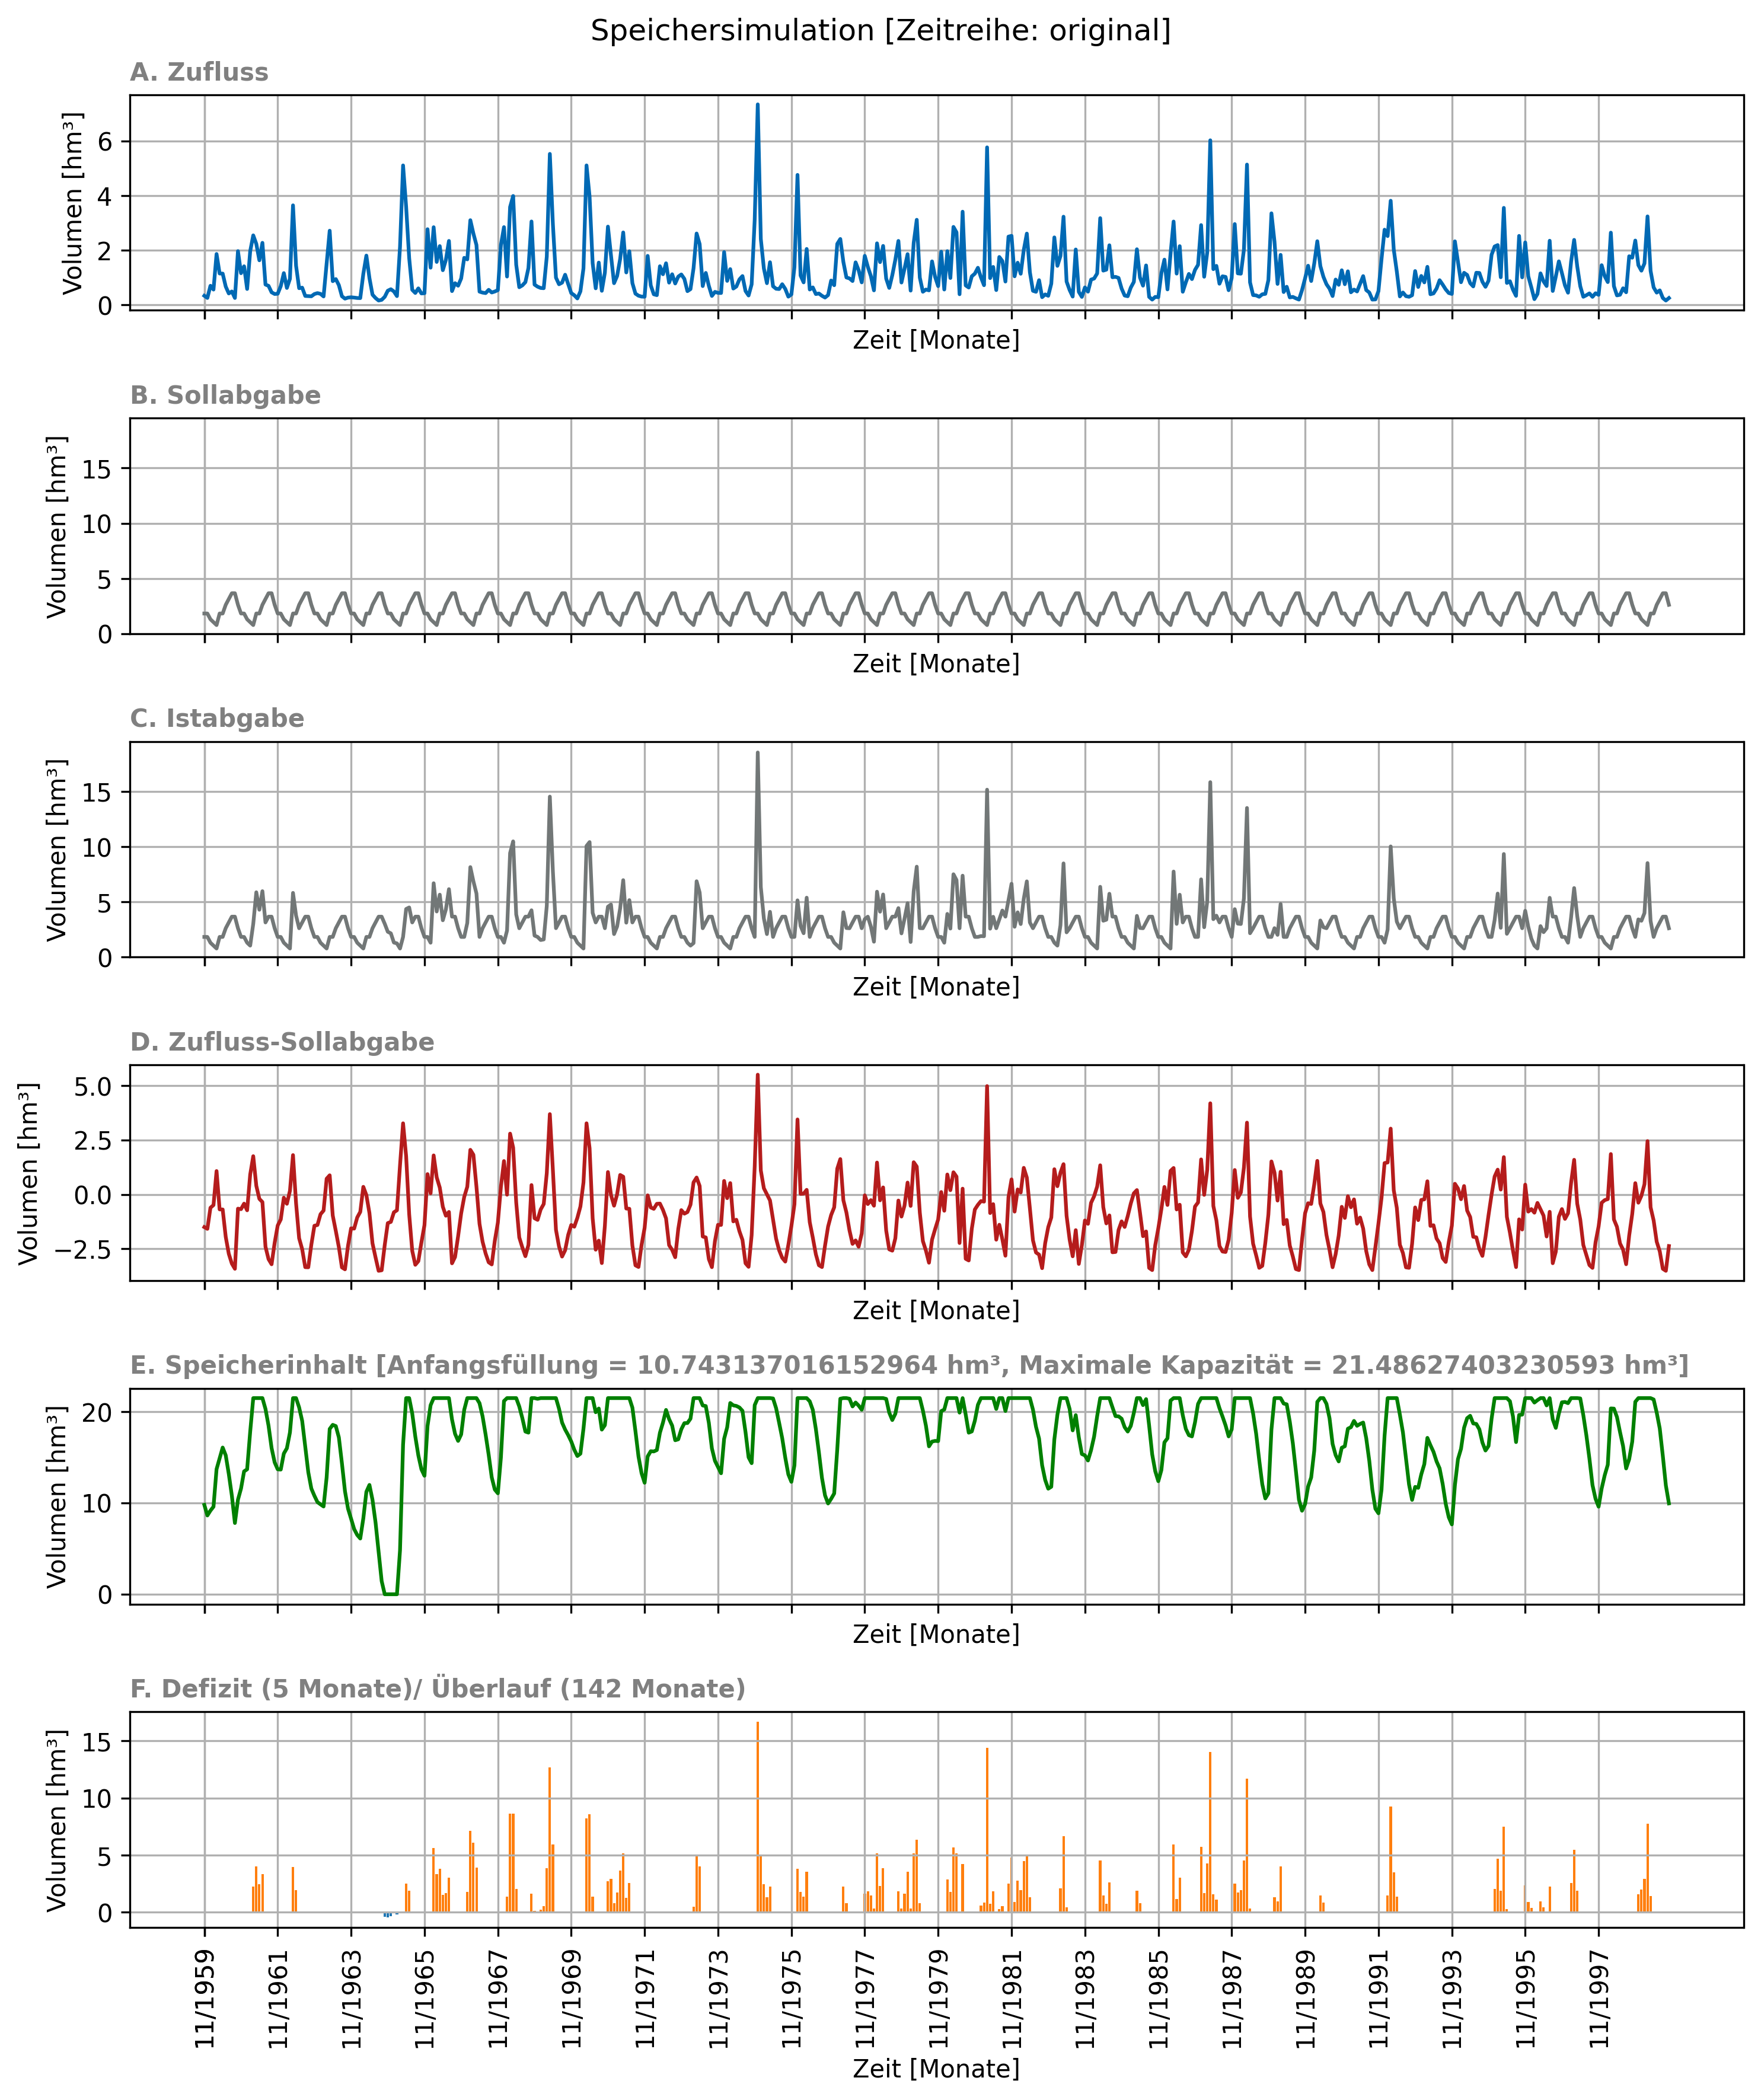 Speichersimulation [Zeitreihe: original]
A. Zufluss
Volumen [hm³]
6
4
2
0
Zeit [Monate]
B. Sollabgabe
Volumen [hm³]
15
10
5
0
Zeit [Monate]
C. Istabgabe
Volumen [hm³]
15
10
5
0
Zeit [Monate]
D. Zufluss-Sollabgabe
Volumen [hm³]
5.0
2.5
0.0
−2.5
Zeit [Monate]
E. Speicherinhalt [Anfangsfüllung = 10.743137016152964 hm³, Maximale Kapazität = 21.48627403230593 hm³]
Volumen [hm³]
20
10
0
Zeit [Monate]
F. Defizit (5 Monate)/ Überlauf (142 Monate)
Volumen [hm³]
15
10
5
0
11/1959
11/1961
11/1963
11/1965
11/1967
11/1969
11/1971
11/1973
11/1975
11/1977
11/1979
11/1981
11/1983
11/1985
11/1987
11/1989
11/1991
11/1993
11/1995
11/1997
Zeit [Monate]